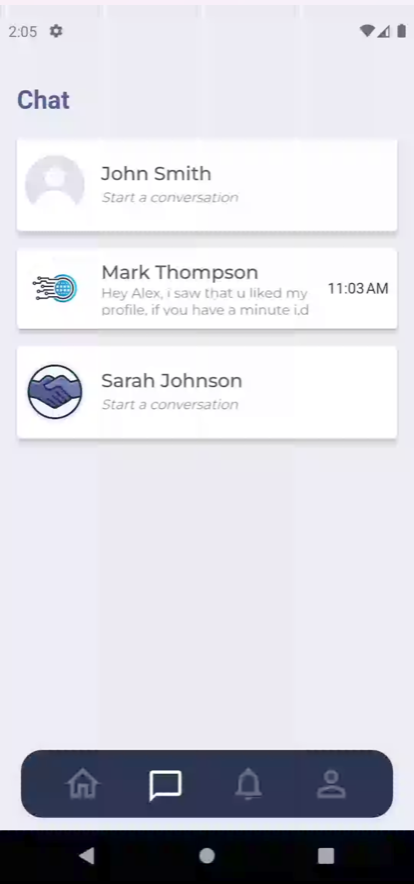 2:05
Chat
John Smith
Start a conversation
Mark Thompson
Hey Alex, i saw that u liked my
profile, if you have a minute i,d
11:03 AM
Sarah Johnson
Start a conversation